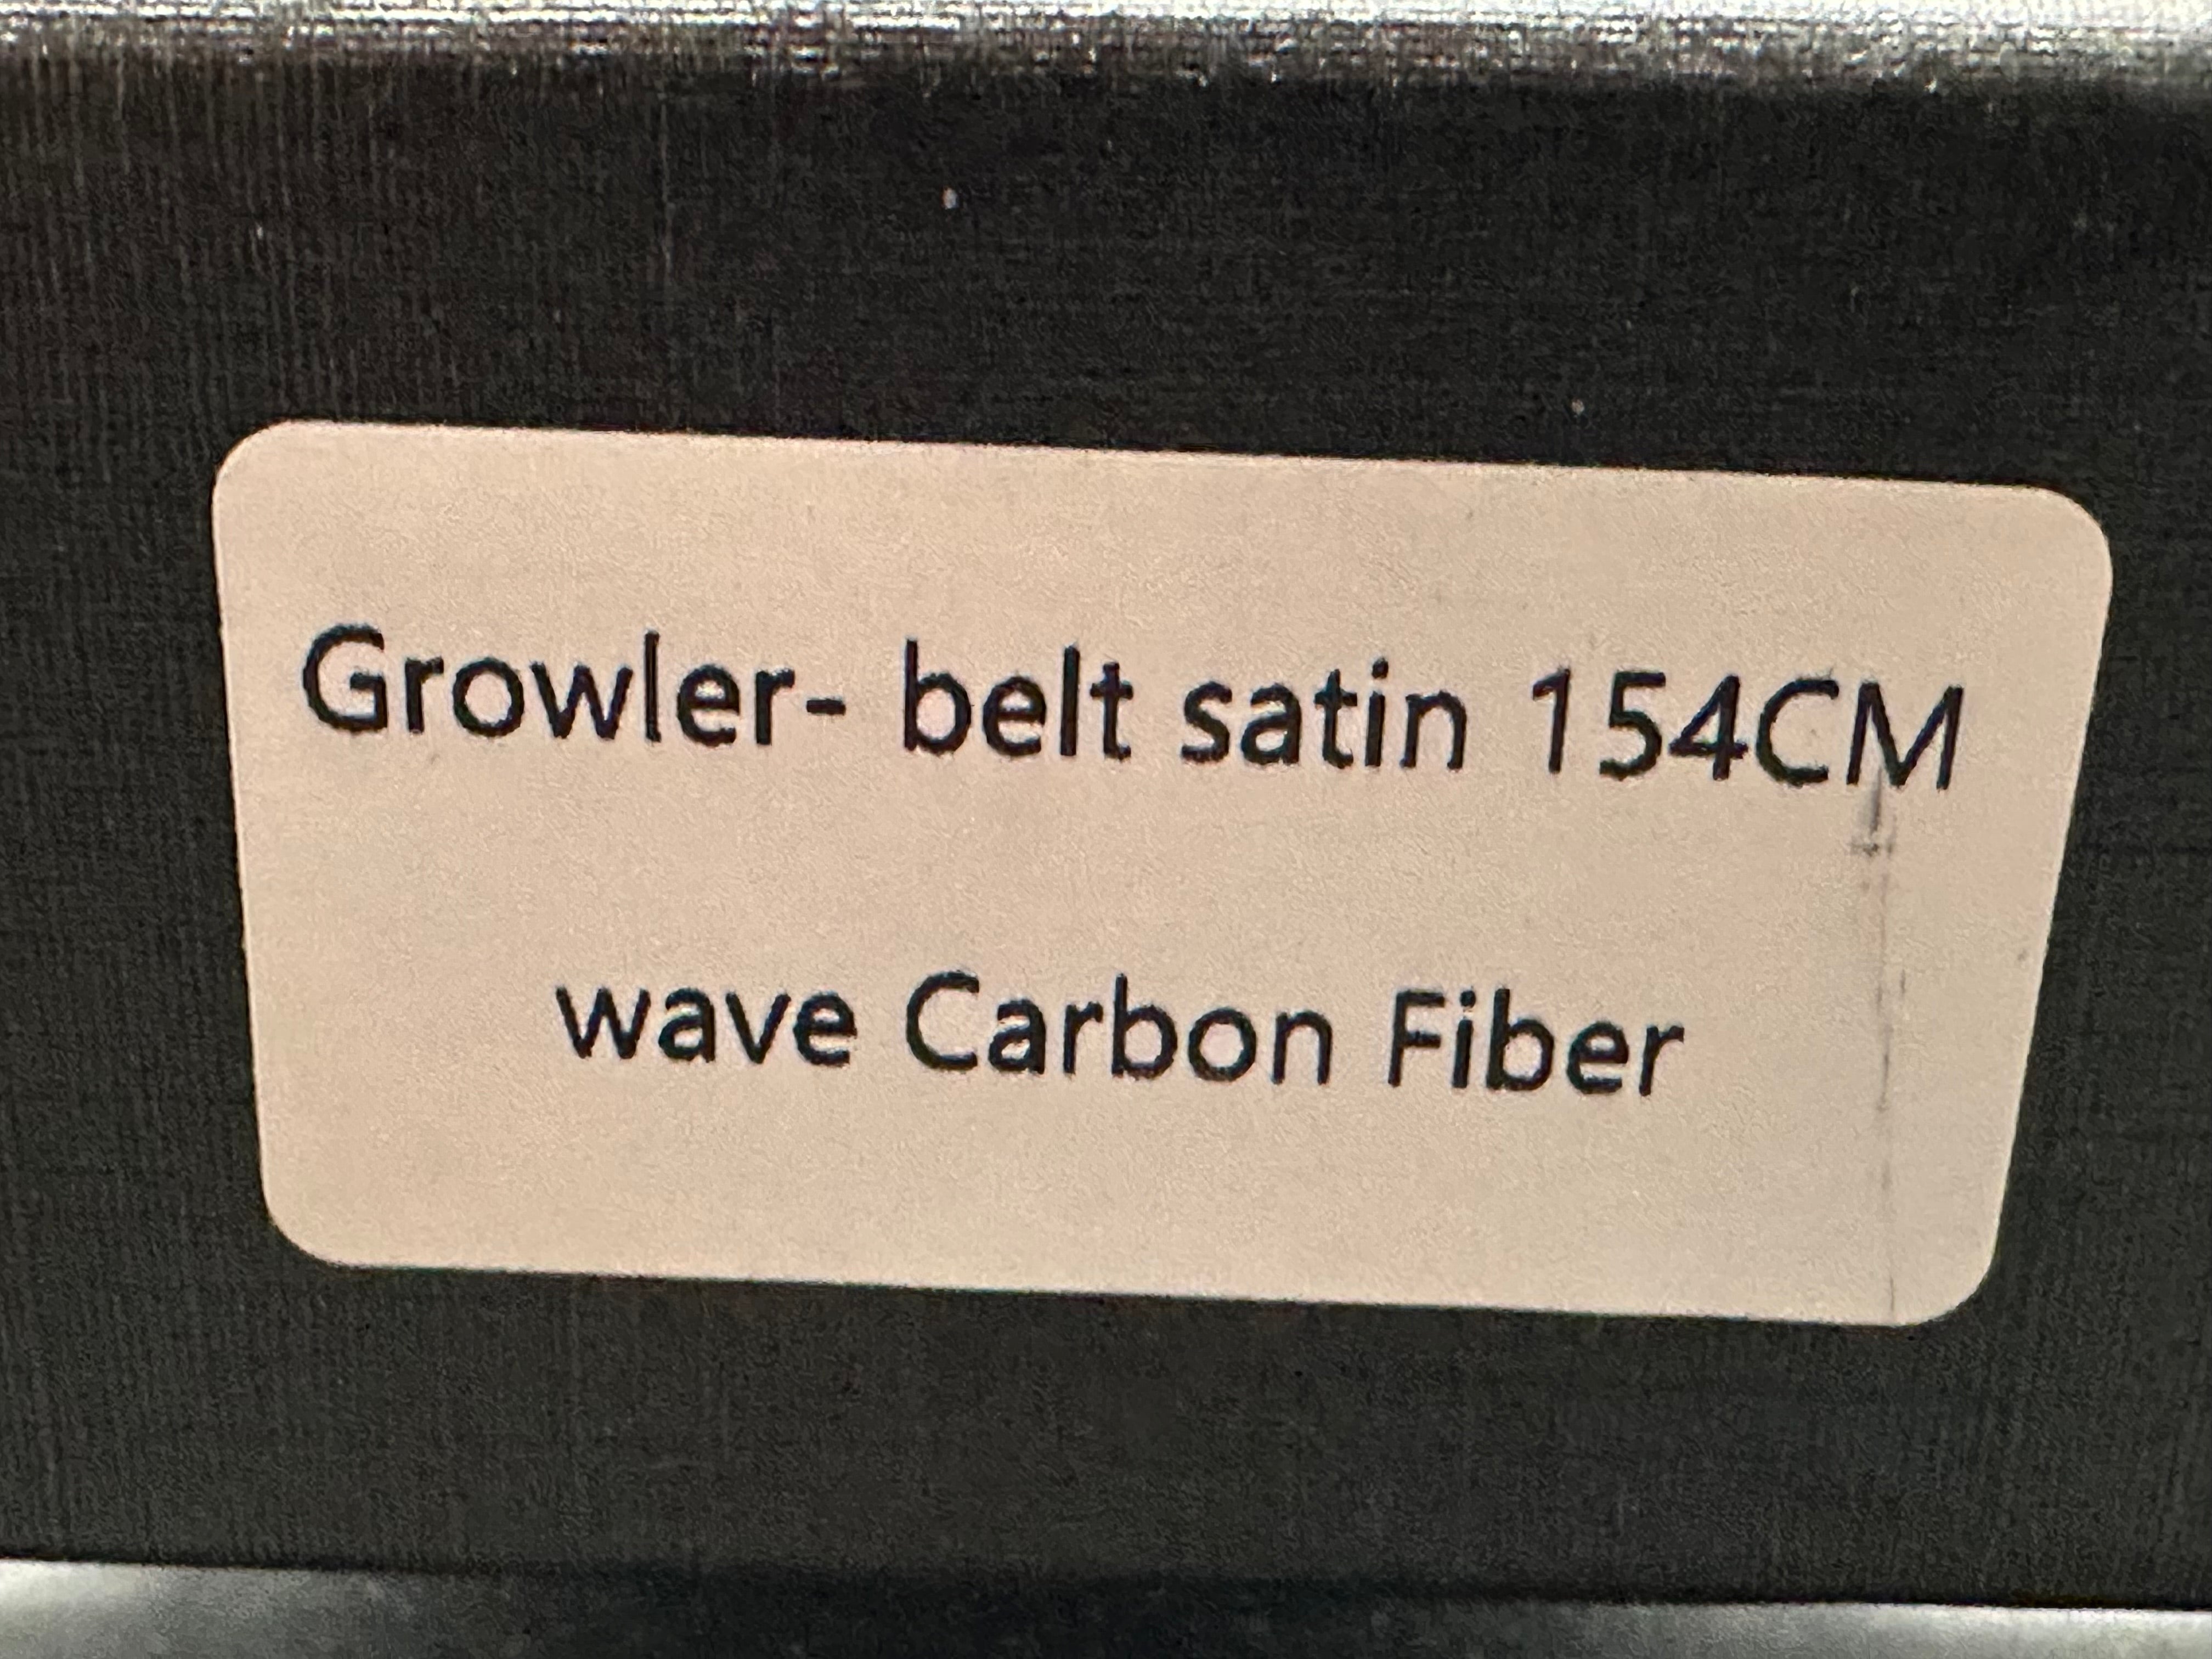 Growler- belt satin 154CM
wave Carbon Fiber